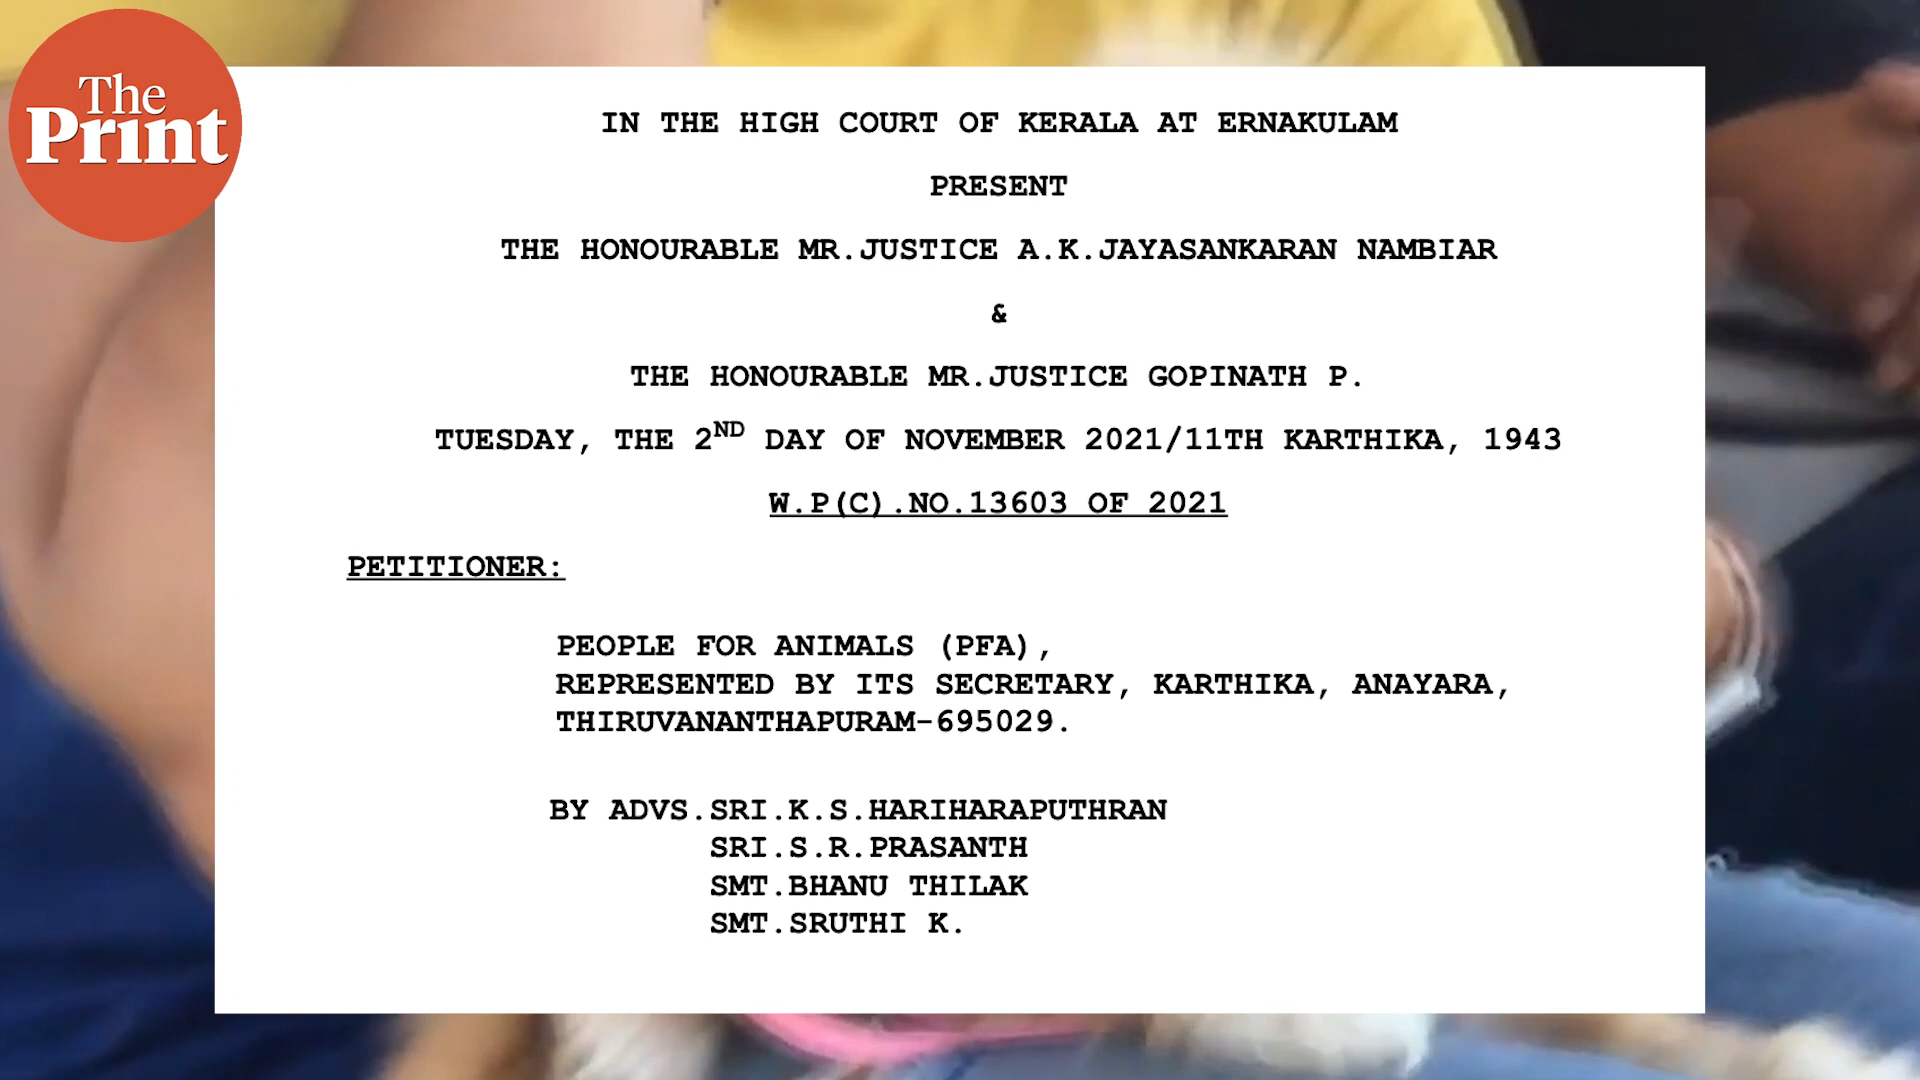 The
Print
IN THE HIGH COURT OF KERALA AT ERNAKULAM
PRESENT
THE HONOURABLE MR.JUSTICE A.K.JAYASANKARAN NAMBIAR
&
THE HONOURABLE MR.JUSTICE GOPINATH P.
TUESDAY, THE 2ND DAY OF NOVEMBER 2021/11TH KARTHIKA, 1943
W.P(C).NO.13603 OF 2021
PETITIONER:
PEOPLE FOR ANIMALS (PFA),
REPRESENTED BY ITS SECRETARY, KARTHIKA, ANAYARA,
THIRUVANANTHAPURAM-695029.
BY ADVS.SRI.K.S.HARIHARAPUTHRAN
SRI.S.R.PRASANTH
SMT.BHANU THILAK
SMT.SRUTHI K.